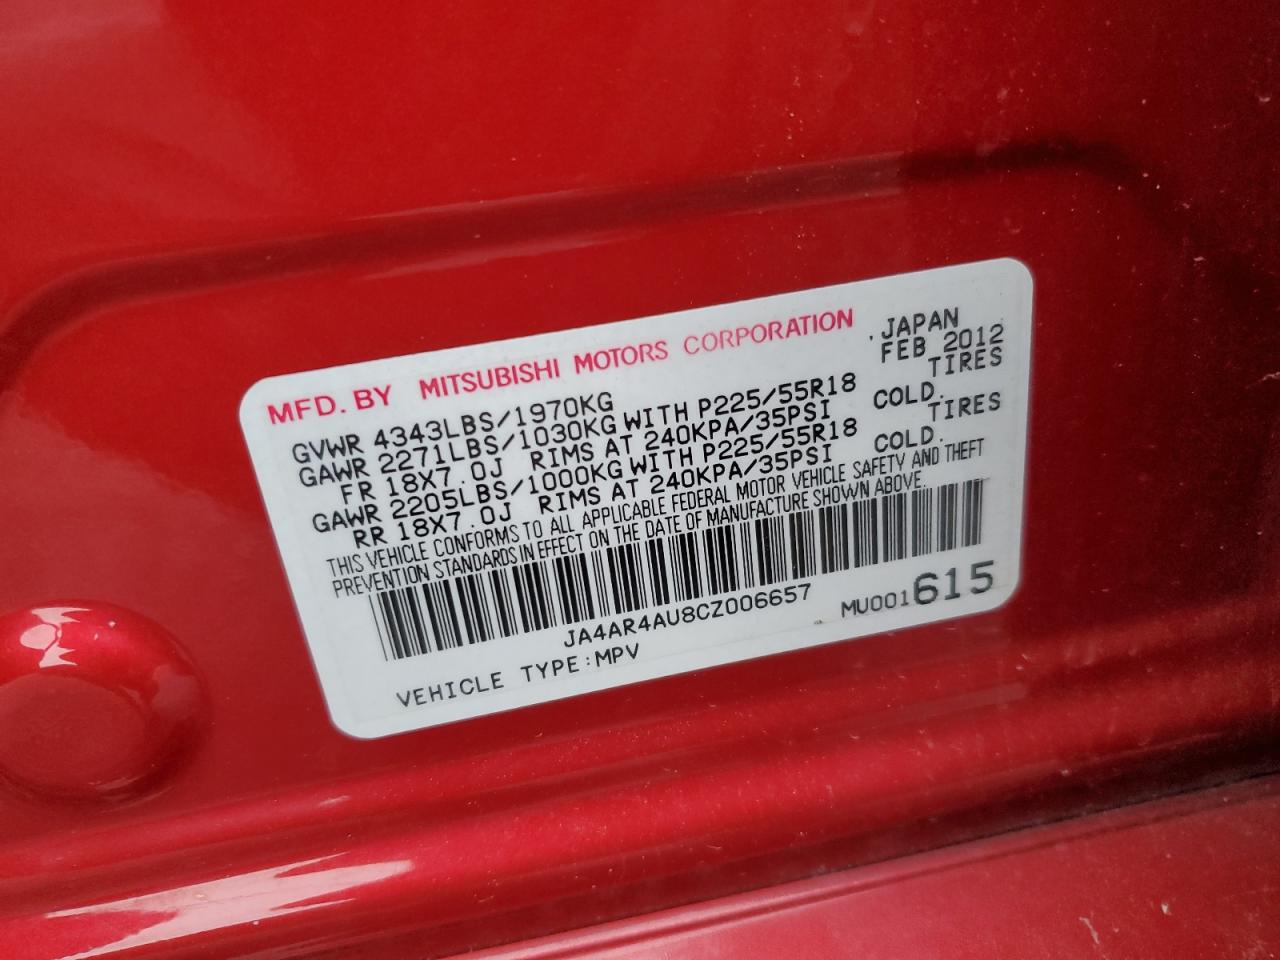 MFD. BY MITSUBISHI MOTORS CORPORATION JAPAN
GVWR 4343LBS/1970KG FEB 2012
GAWR 2271LBS/1030KG WITH P225/55R18 TIRES
FR 18X7.0J RIMS AT 240KPA/35PSI COLD.
GAWR 2205LBS/1000KG WITH P225/55R18 TIRES
RR 18X7.0J RIMS AT 240KPA/35PSI COLD.
THIS VEHICLE CONFORMS TO ALL APPLICABLE FEDERAL MOTOR VEHICLE SAFETY AND THEFT
PREVENTION STANDARDS IN EFFECT ON THE DATE OF MANUFACTURE SHOWN ABOVE.
JA4AR4AU8CZ006657 MU001615
VEHICLE TYPE:MPV